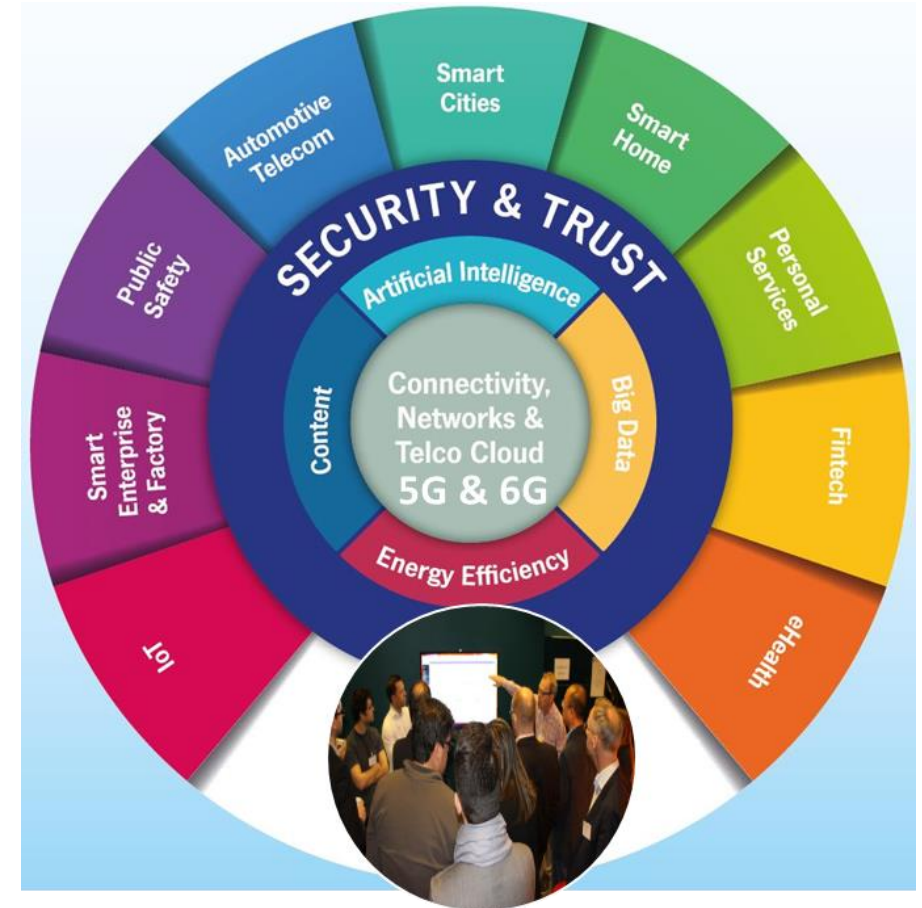 Smart
Cities
Smart
Home
Personal
Services
Fintech
eHealth
IoT
Smart
Enterprise
& Factory
Public
Safety
Automotive
Telecom
SECURITY & TRUST
Artificial Intelligence
Big Data
Energy Efficiency
Content
Connectivity,
Networks &
Telco Cloud
5G & 6G